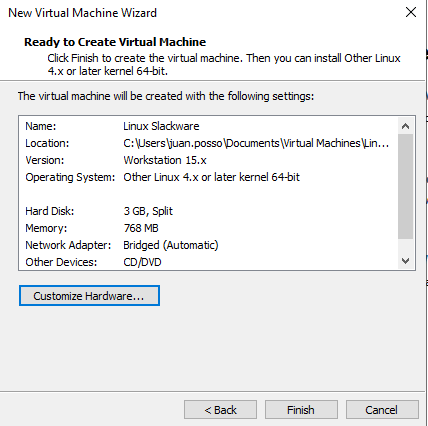 New Virtual Machine Wizard
Ready to Create Virtual Machine
Click Finish to create the virtual machine. Then you can install Other Linux
4.x or later kernel 64-bit.
The virtual machine will be created with the following settings:
Name: Linux Slackware
Location: C:\Users\juan.posso\Documents\Virtual Machines\Lin...
Version: Workstation 15.x
Operating System: Other Linux 4.x or later kernel 64-bit
Hard Disk: 3 GB, Split
Memory: 768 MB
Network Adapter: Bridged (Automatic)
Other Devices: CD/DVD
Customize Hardware...
< Back Finish Cancel